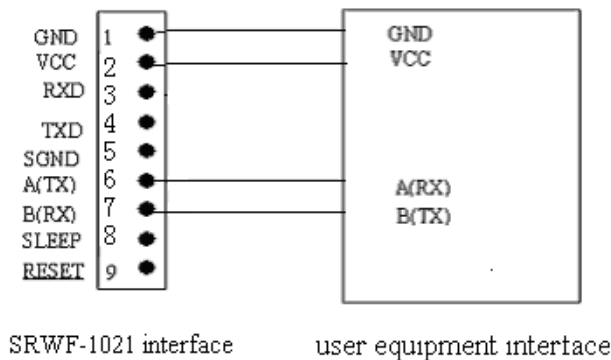 GND 1 GND
VCC 2 VCC
RXD 3
TXD 4
SGND 5
A(TX) 6 A(RX)
B(RX) 7 B(TX)
SLEEP 8
RESET 9
SRWF-1021 interface user equipment interface